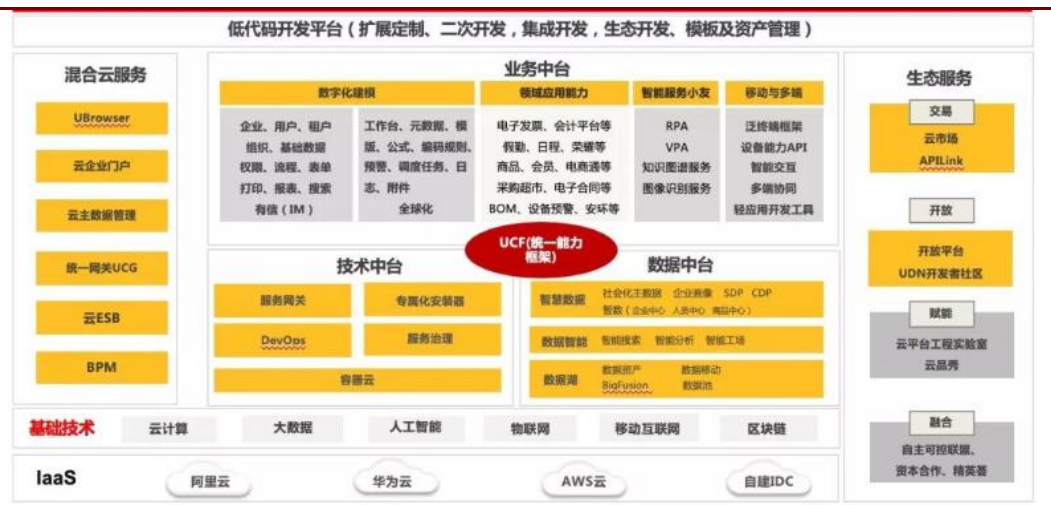 低代码开发平台（扩展定制、二次开发，集成开发，生态开发、模板及资产管理）
混合云服务
UBrowser
云企业门户
云主数据管理
统一网关UCG
云ESB
BPM
业务中台
数字化建模
领域应用能力
智能服务小友
移动与多端
企业、用户、租户
组织、基础数据
权限、流程、表单
打印、报表、搜索
有信（IM）
工作台、元数据、模
版、公式、编码规则、
预警、调度任务、日
志、附件
全球化
电子发票、会计平台等
假勤、日程、荣耀等
商品、会员、电商通等
采购超市、电子合同等
BOM、设备预警、安环等
RPA
VPA
知识图谱服务
图像识别服务
泛终端框架
设备能力API
智能交互
多端协同
轻应用开发工具
UCF(统一能力
框架)
技术中台
服务网关
专属化安装器
DevOps
服务治理
容器云
数据中台
智慧数据
社会化主数据 企业画像 SDP CDP
智数（企业中心 人员中心 商品中心）
数据智能
智能搜索 智能分析 智能工场
数据湖
数据资产 数据移动
BigFusion 数据池
生态服务
交易
云市场
APILink
开放
开放平台
UDN开发者社区
赋能
云平台工程实验室
云品秀
融合
自主可控联盟、
资本合作、精英荟
基础技术
云计算
大数据
人工智能
物联网
移动互联网
区块链
IaaS
阿里云
华为云
AWS云
自建IDC